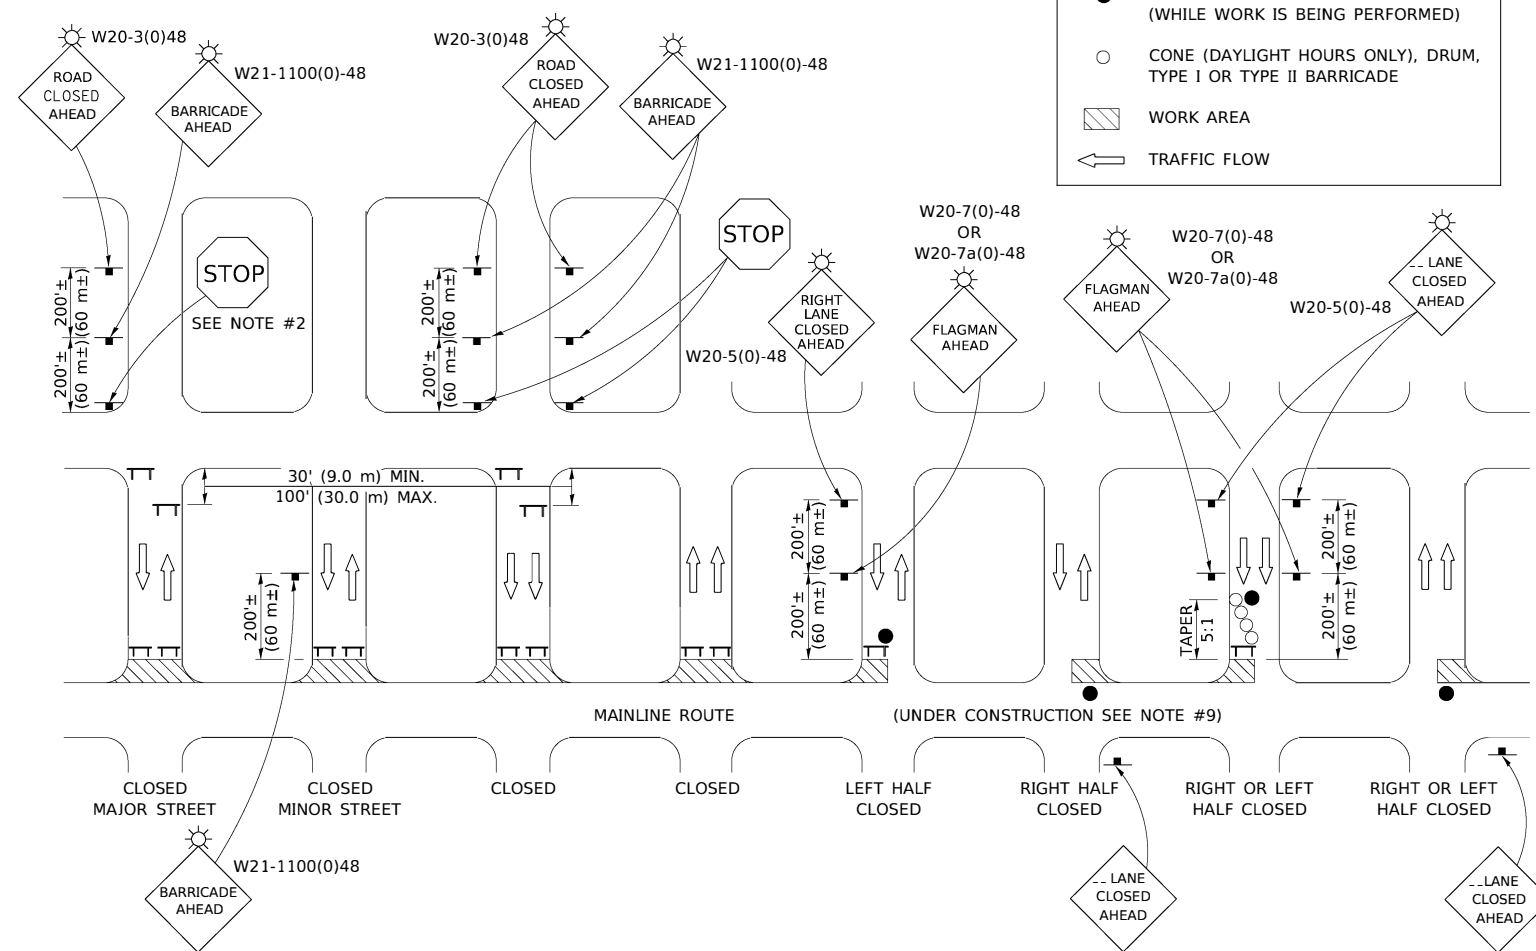 (WHILE WORK IS BEING PERFORMED)
CONE (DAYLIGHT HOURS ONLY), DRUM,
TYPE I OR TYPE II BARRICADE
WORK AREA
TRAFFIC FLOW
W20-3(0)48
ROAD
CLOSED
AHEAD
W21-1100(0)-48
BARRICADE
AHEAD
W20-3(0)48
ROAD
CLOSED
AHEAD
W21-1100(0)-48
BARRICADE
AHEAD
STOP
SEE NOTE #2
STOP
W20-7(0)-48
OR
W20-7a(0)-48
RIGHT
LANE
CLOSED
AHEAD
W20-5(0)-48
FLAGMAN
AHEAD
FLAGMAN
AHEAD
W20-7(0)-48
OR
W20-7a(0)-48
W20-5(0)-48
-- LANE
CLOSED
AHEAD
200'±
(60 m±)
200'±
(60 m±)
200'±
(60 m±)
200'±
(60 m±)
30' (9.0 m) MIN.
100' (30.0 m) MAX.
200'±
(60 m±)
200'±
(60 m±)
200'±
(60 m±)
TAPER
5:1
200'±
(60 m±)
200'±
(60 m±)
MAINLINE ROUTE
(UNDER CONSTRUCTION SEE NOTE #9)
CLOSED
MAJOR STREET
CLOSED
MINOR STREET
CLOSED
CLOSED
LEFT HALF
CLOSED
RIGHT HALF
CLOSED
RIGHT OR LEFT
HALF CLOSED
RIGHT OR LEFT
HALF CLOSED
W21-1100(0)48
BARRICADE
AHEAD
-- LANE
CLOSED
AHEAD
--LANE
CLOSED
AHEAD